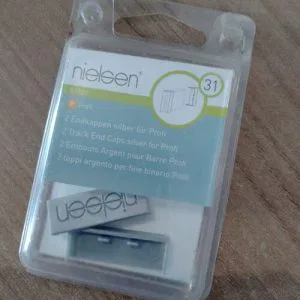 nielsen®
31
Profi
2 Endkappen silber für Profi
2 Track End Caps silver for Profi
2 Embouts Argent pour Barre Profi
2 tappi argento per fine binario Profi
nielsen